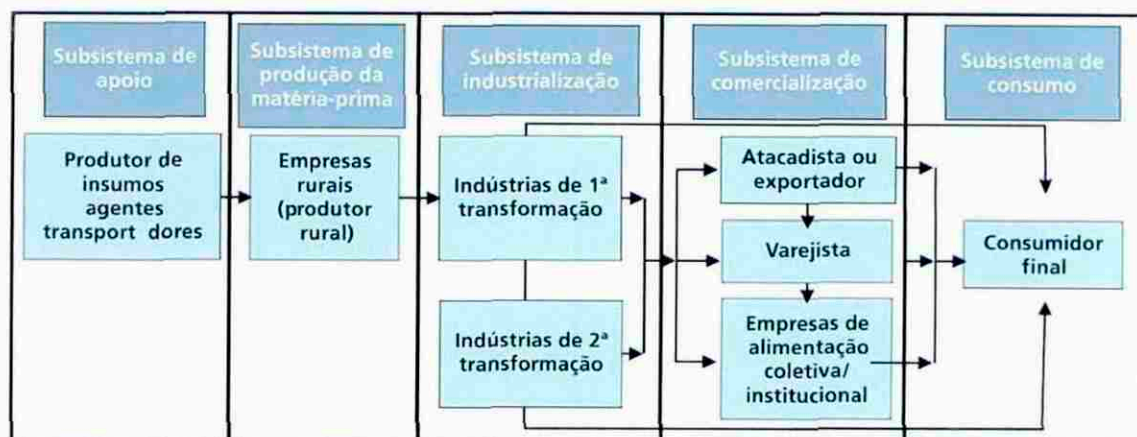 Subsistema de
apoio
Subsistema de
produção da
matéria-prima
Subsistema de
industrialização
Subsistema de
comercialização
Subsistema de
consumo
Produtor de
insumos
agentes
transport dores
Empresas
rurais
(produtor
rural)
Indústrias de 1ª
transformação
Indústrias de 2ª
transformação
Atacadista ou
exportador
Varejista
Empresas de
alimentação
coletiva/
institucional
Consumidor
final